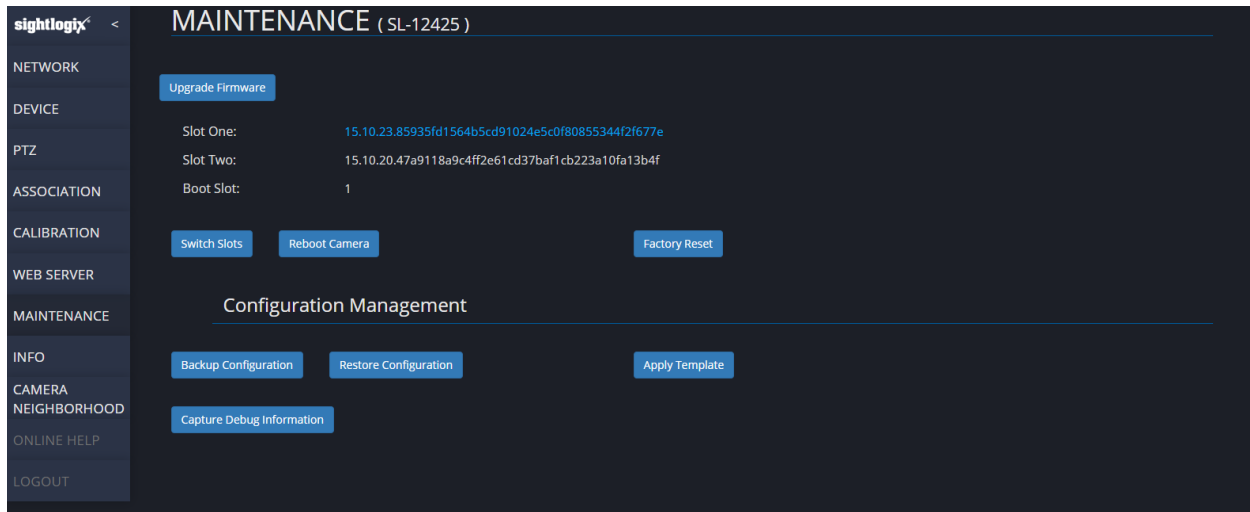 sightlogix <
MAINTENANCE ( SL-12425 )
NETWORK
DEVICE
PTZ
ASSOCIATION
CALIBRATION
WEB SERVER
MAINTENANCE
INFO
CAMERA
NEIGHBORHOOD
ONLINE HELP
LOGOUT
Upgrade Firmware
Slot One: 15.10.23.85935fd1564b5cd91024e5c0f80855344f2f677e
Slot Two: 15.10.20.47a9118a9c4ff2e61cd37baf1cb223a10fa13b4f
Boot Slot: 1
Switch Slots Reboot Camera Factory Reset
Configuration Management
Backup Configuration Restore Configuration Apply Template
Capture Debug Information